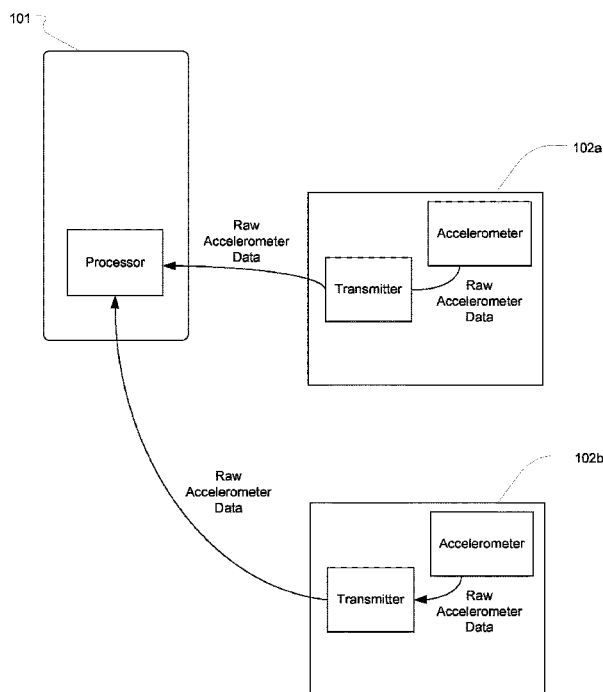 101
102a
Accelerometer
Raw
Accelerometer
Data
Processor
Transmitter
Raw
Accelerometer
Data
102b
Raw
Accelerometer
Data
Accelerometer
Transmitter
Raw
Accelerometer
Data